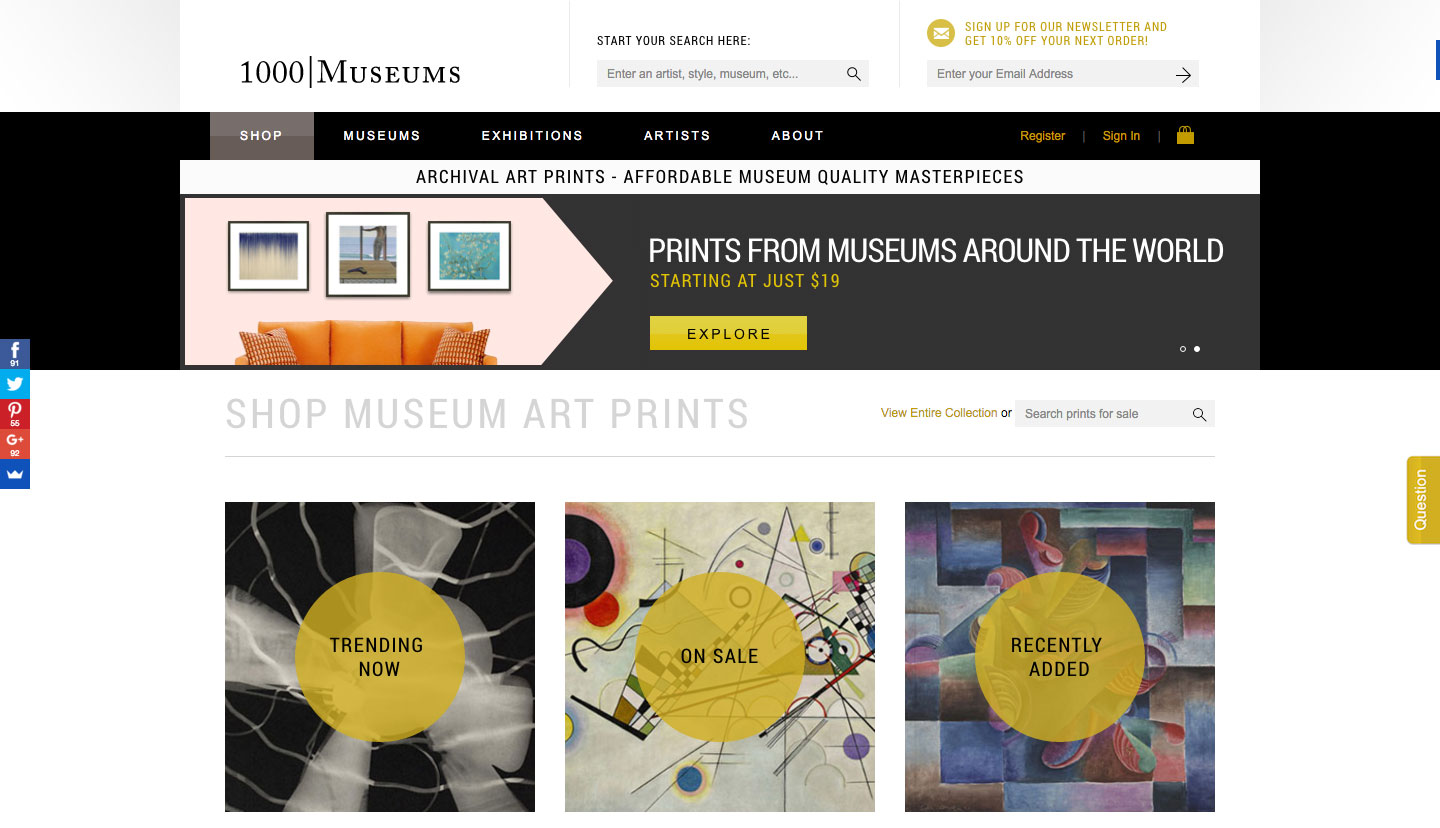 1000|MUSEUMS
START YOUR SEARCH HERE:
Enter an artist, style, museum, etc...
SIGN UP FOR OUR NEWSLETTER AND
GET 10% OFF YOUR NEXT ORDER!
Enter your Email Address
SHOP
MUSEUMS
EXHIBITIONS
ARTISTS
ABOUT
Register | Sign In |
ARCHIVAL ART PRINTS - AFFORDABLE MUSEUM QUALITY MASTERPIECES
PRINTS FROM MUSEUMS AROUND THE WORLD
STARTING AT JUST $19
EXPLORE
91
55
G+
92
SHOP MUSEUM ART PRINTS
View Entire Collection or
Search prints for sale
Question
TRENDING
NOW
ON SALE
RECENTLY
ADDED